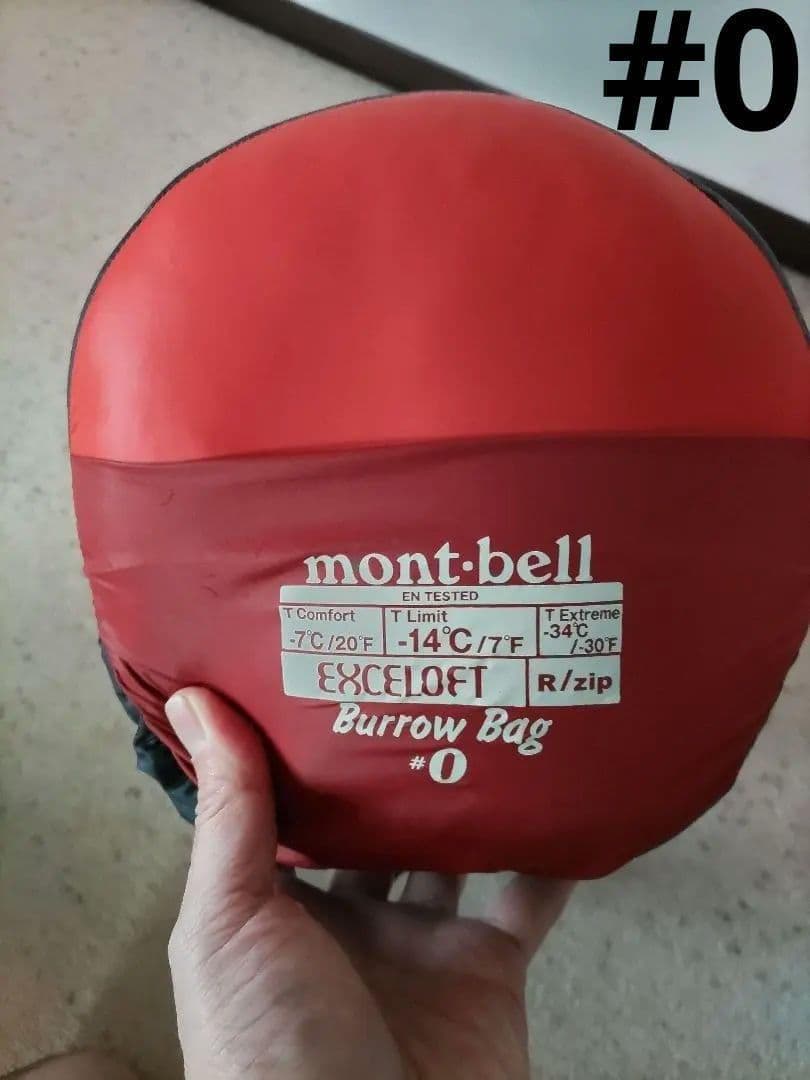 #0
mont·bell
EN TESTED
T Comfort T Limit T Extreme
-7℃/20°F -14℃/7°F -34℃/-30°F
EXCELOFT R/zip
Burrow Bag
#0